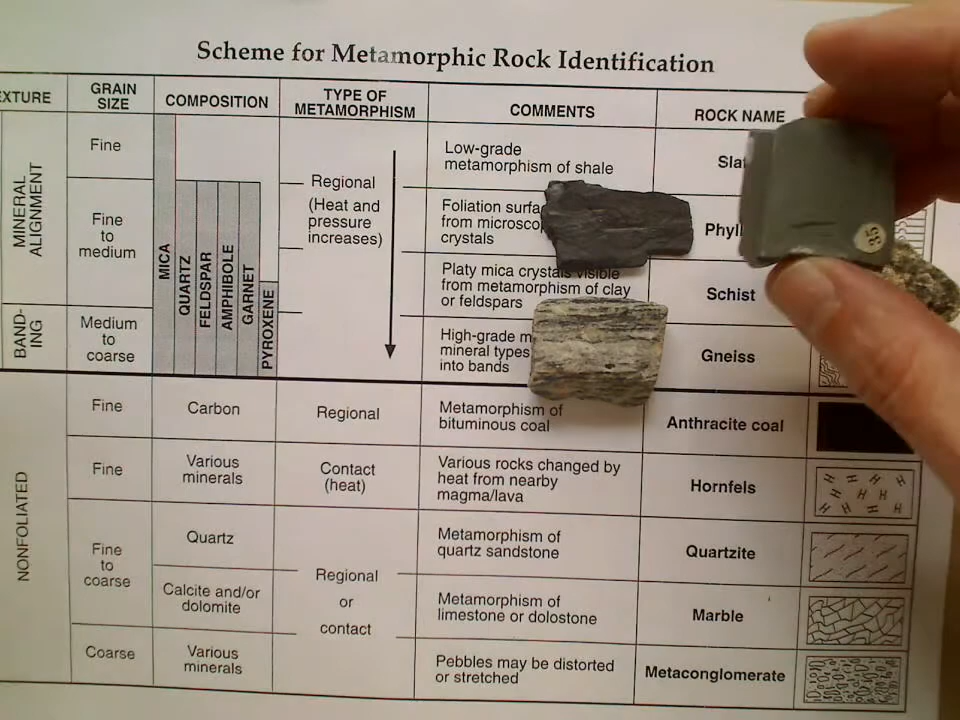 Scheme for Metamorphic Rock Identification
GRAIN SIZE
COMPOSITION
TYPE OF METAMORPHISM
COMMENTS
ROCK NAME
MINERAL ALIGNMENT
BAND-ING
NONFOLIATED
Fine
Low-grade
metamorphism of shale
Fine
to
medium
MICA
QUARTZ
FELDSPAR
AMPHIBOLE
GARNET
PYROXENE
Regional
(Heat and
pressure
increases)
Foliation
from
crystals
Platy mica crystals visible
from metamorphism of clay
or feldspars
Schist
Medium
to
coarse
High-grade
mineral types
into bands
Gneiss
Fine
Carbon
Regional
Metamorphism of
bituminous coal
Anthracite coal
Fine
Various
minerals
Contact
(heat)
Various rocks changed by
heat from nearby
magma/lava
Hornfels
Fine
to
coarse
Quartz
Regional
or
contact
Metamorphism of
quartz sandstone
Quartzite
Calcite and/or
dolomite
Metamorphism of
limestone or dolostone
Marble
Coarse
Various
minerals
Pebbles may be distorted
or stretched
Metaconglomerate